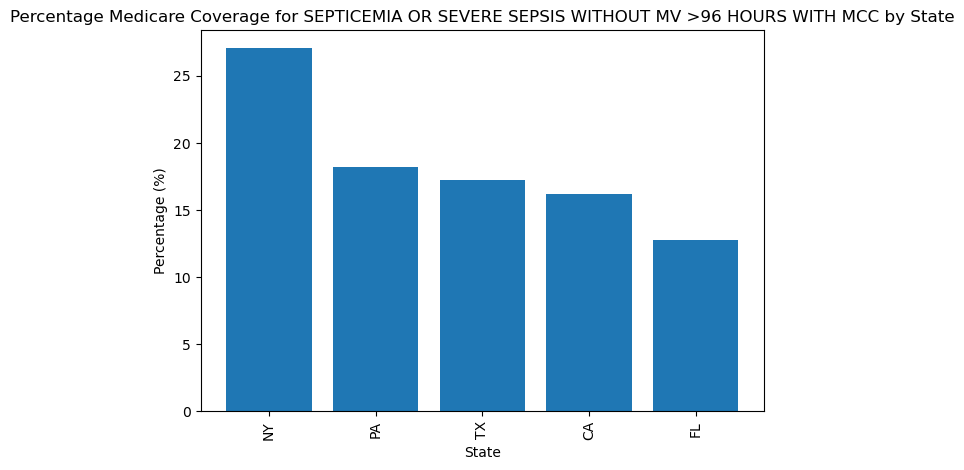 Percentage Medicare Coverage for SEPTICEMIA OR SEVERE SEPSIS WITHOUT MV >96 HOURS WITH MCC by State
25
20
15
10
5
0
Percentage (%)
NY
PA
TX
CA
FL
State